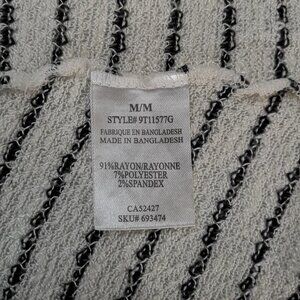 M/M
STYLE# 9T11577G
FABRIQUE EN BANGLADESH
MADE IN BANGLADESH
91%RAYON/RAYONNE
7%POLYESTER
2%SPANDEX
CA52427
SKU# 693474